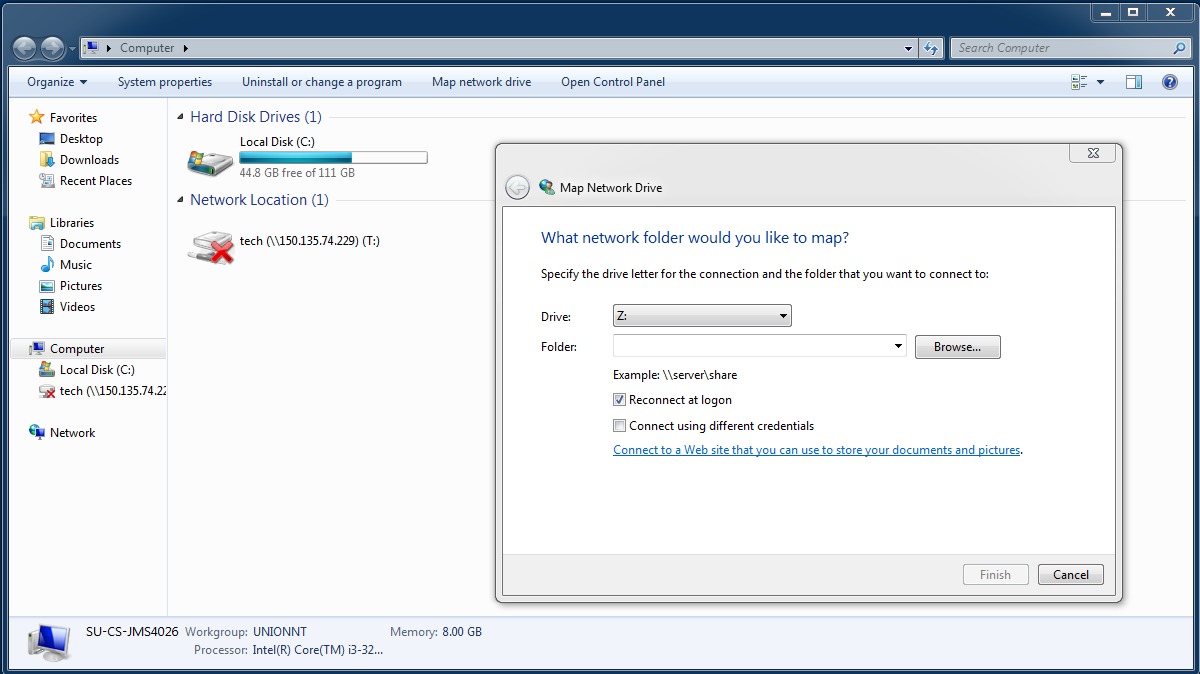 Computer
Search Computer
Organize
System properties
Uninstall or change a program
Map network drive
Open Control Panel
Favorites
Desktop
Downloads
Recent Places
Libraries
Documents
Music
Pictures
Videos
Computer
Local Disk (C:)
tech (\\150.135.74.22
Network
Hard Disk Drives (1)
Local Disk (C:)
44.8 GB free of 111 GB
Network Location (1)
tech (\\150.135.74.229) (T:)
Map Network Drive
What network folder would you like to map?
Specify the drive letter for the connection and the folder that you want to connect to:
Drive: Z:
Folder: Browse...
Example: \\server\share
Reconnect at logon
Connect using different credentials
Connect to a Web site that you can use to store your documents and pictures.
Finish Cancel
SU-CS-JMS4026 Workgroup: UNIONNT Memory: 8.00 GB
Processor: Intel(R) Core(TM) i3-32...